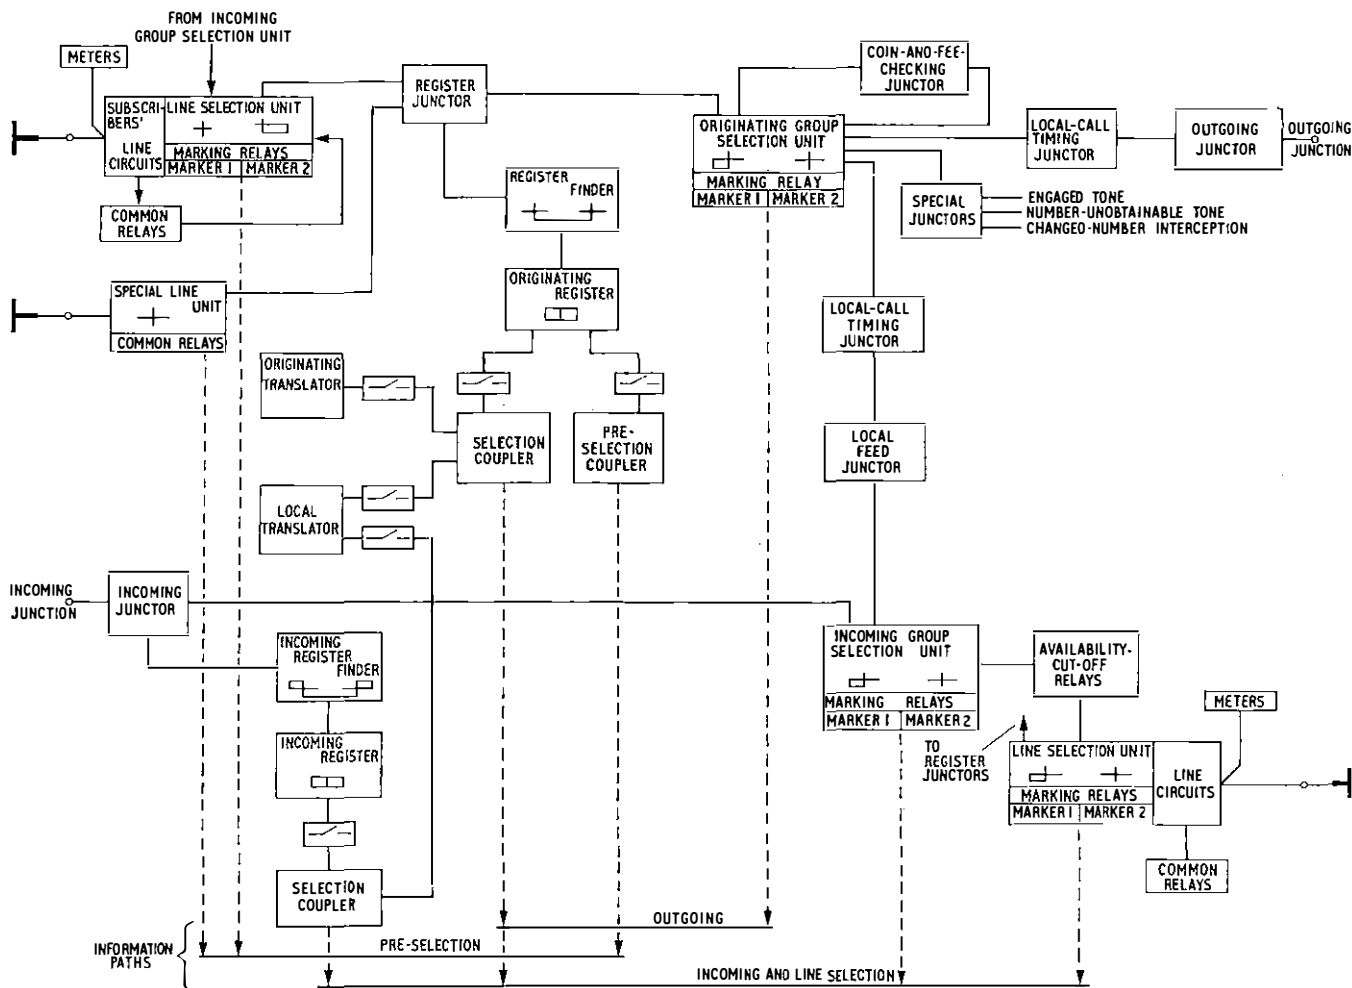 FROM INCOMING
GROUP SELECTION UNIT
METERS
SUBSCRI-
BERS'
LINE
CIRCUITS
LINE SELECTION UNIT
MARKING RELAYS
MARKER 1
MARKER 2
COMMON
RELAYS
REGISTER
JUNCTOR
COIN-AND-FEE-
CHECKING
JUNCTOR
ORIGINATING GROUP
SELECTION UNIT
MARKING RELAY
MARKER 1
MARKER 2
LOCAL-CALL
TIMING
JUNCTOR
OUTGOING
JUNCTOR
OUTGOING
JUNCTION
SPECIAL
JUNCTORS
ENGAGED TONE
NUMBER-UNOBTAINABLE TONE
CHANGED-NUMBER INTERCEPTION
REGISTER
FINDER
SPECIAL LINE
UNIT
COMMON RELAYS
ORIGINATING
REGISTER
LOCAL-CALL
TIMING
JUNCTOR
ORIGINATING
TRANSLATOR
SELECTION
COUPLER
PRE-
SELECTION
COUPLER
LOCAL
FEED
JUNCTOR
LOCAL
TRANSLATOR
INCOMING
JUNCTION
INCOMING
JUNCTOR
INCOMING
REGISTER
FINDER
INCOMING GROUP
SELECTION UNIT
MARKING RELAYS
MARKER 1
MARKER 2
AVAILABILITY-
CUT-OFF
RELAYS
METERS
INCOMING
REGISTER
TO
REGISTER
JUNCTORS
LINE SELECTION UNIT
MARKING RELAYS
MARKER 1
MARKER 2
LINE
CIRCUITS
COMMON
RELAYS
SELECTION
COUPLER
OUTGOING
INFORMATION
PATHS
PRE-SELECTION
INCOMING AND LINE SELECTION